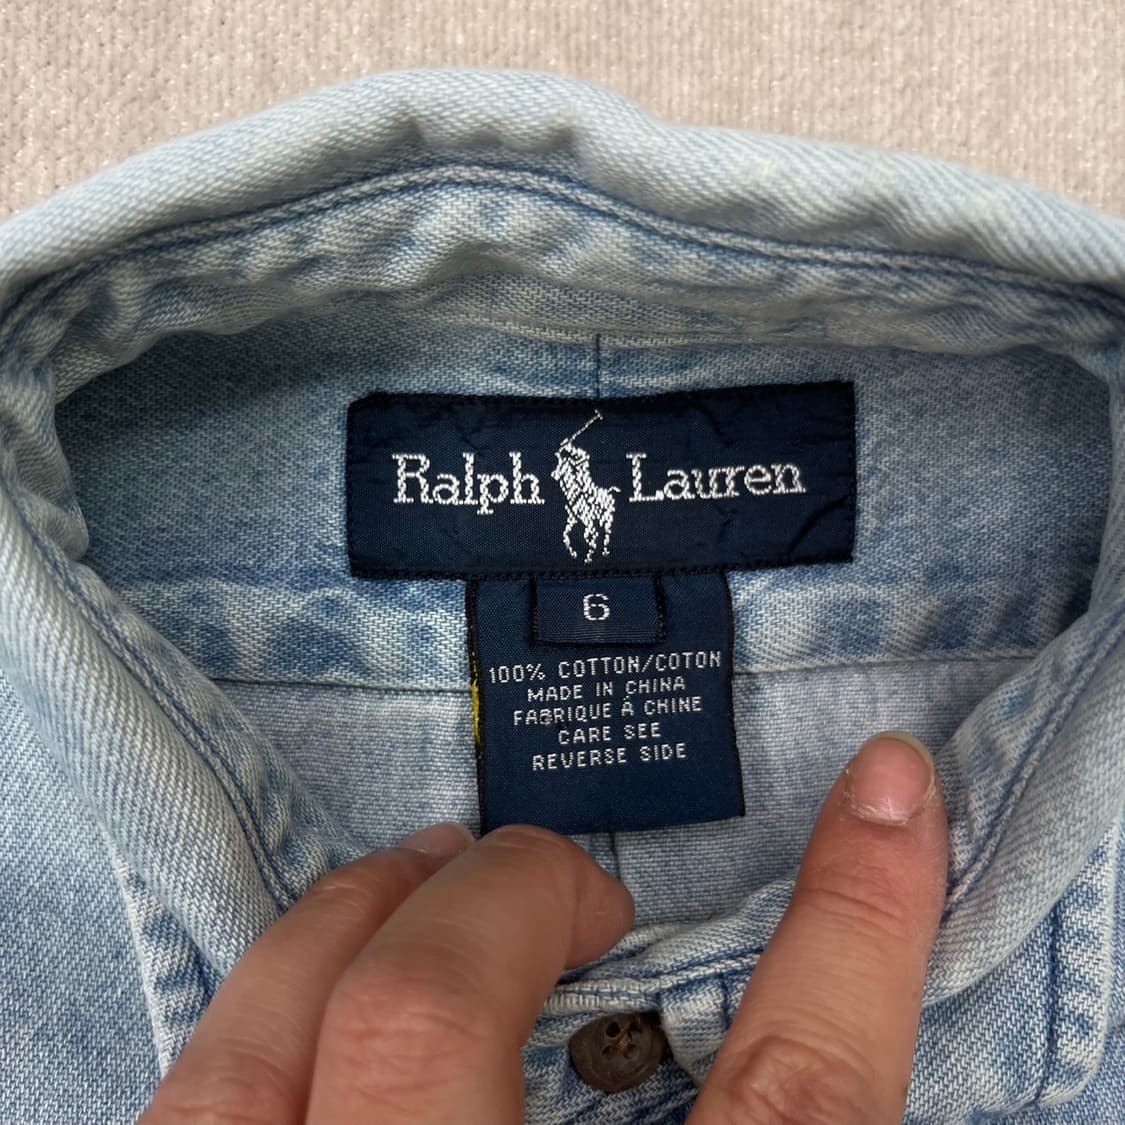 Ralph Lauren
6
100% COTTON/COTON
MADE IN CHINA
FABRIQUE À CHINE
CARE SEE
REVERSE SIDE